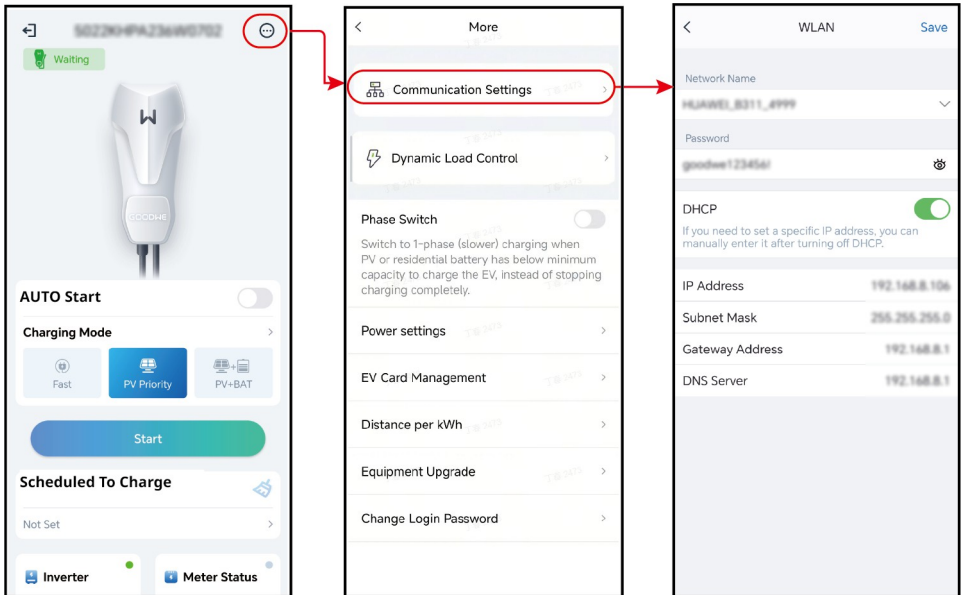 5022KHPA236W0702
Waiting
W
GOODWE
AUTO Start
Charging Mode
Fast
PV Priority
PV+BAT
Start
Scheduled To Charge
Not Set
Inverter
Meter Status
More
Communication Settings
Dynamic Load Control
Phase Switch
Switch to 1-phase (slower) charging when
PV or residential battery has below minimum
capacity to charge the EV, instead of stopping
charging completely.
Power settings
EV Card Management
Distance per kWh
Equipment Upgrade
Change Login Password
WLAN
Save
Network Name
HUAWEI_B311_4999
Password
goodwe123456!
DHCP
If you need to set a specific IP address, you can
manually enter it after turning off DHCP.
IP Address
192.168.8.106
Subnet Mask
255.255.255.0
Gateway Address
192.168.8.1
DNS Server
192.168.8.1